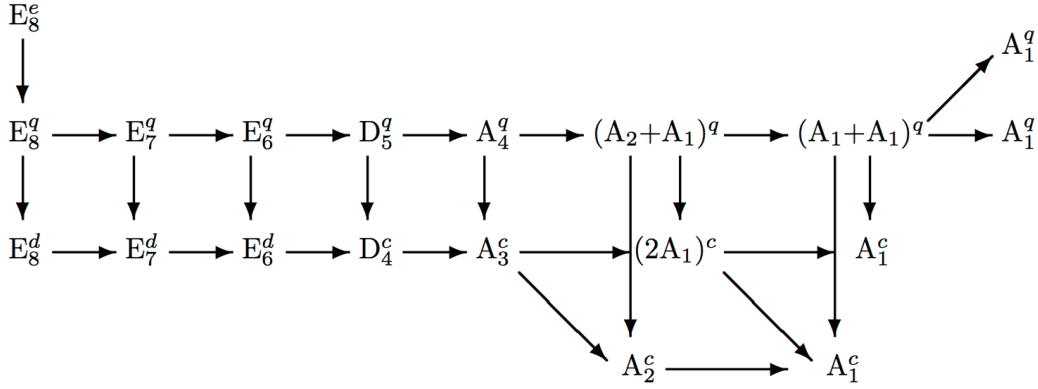 E₈ᵉ
A₁^q
E₈^q E₇^q E₆^q D₅^q A₄^q (A₂+A₁)^q (A₁+A₁)^q A₁^q
E₈ᵈ E₇ᵈ E₆ᵈ D₄ᶜ A₃ᶜ (2A₁)ᶜ A₁ᶜ
A₂ᶜ A₁ᶜ